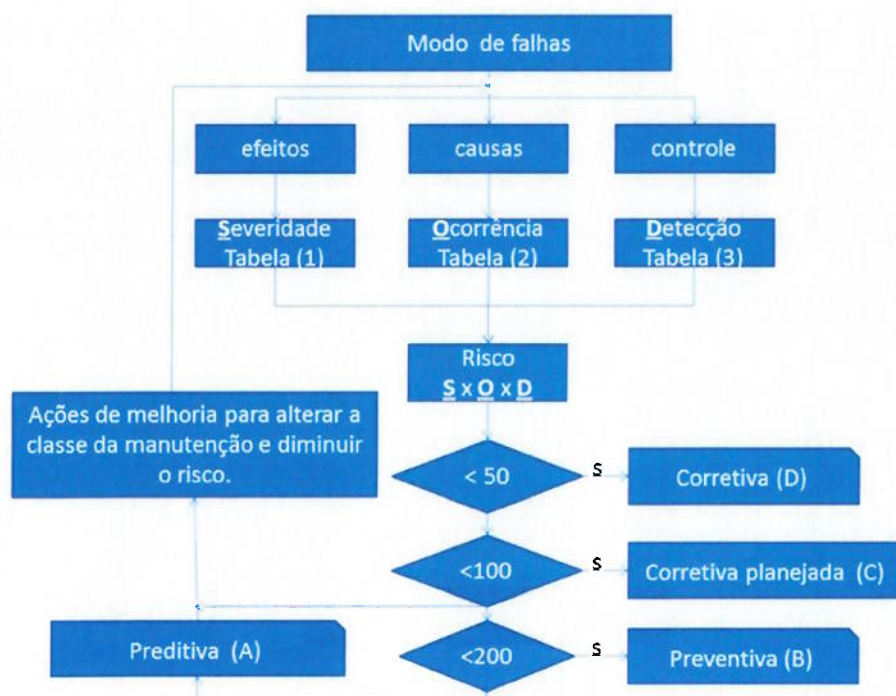 Modo de falhas
efeitos
causas
controle
Severidade
Tabela (1)
Ocorrência
Tabela (2)
Detecção
Tabela (3)
Risco
S x O x D
Ações de melhoria para alterar a
classe da manutenção e diminuir
o risco.
< 50
S
Corretiva (D)
<100
S
Corretiva planejada (C)
Preditiva (A)
<200
S
Preventiva (B)